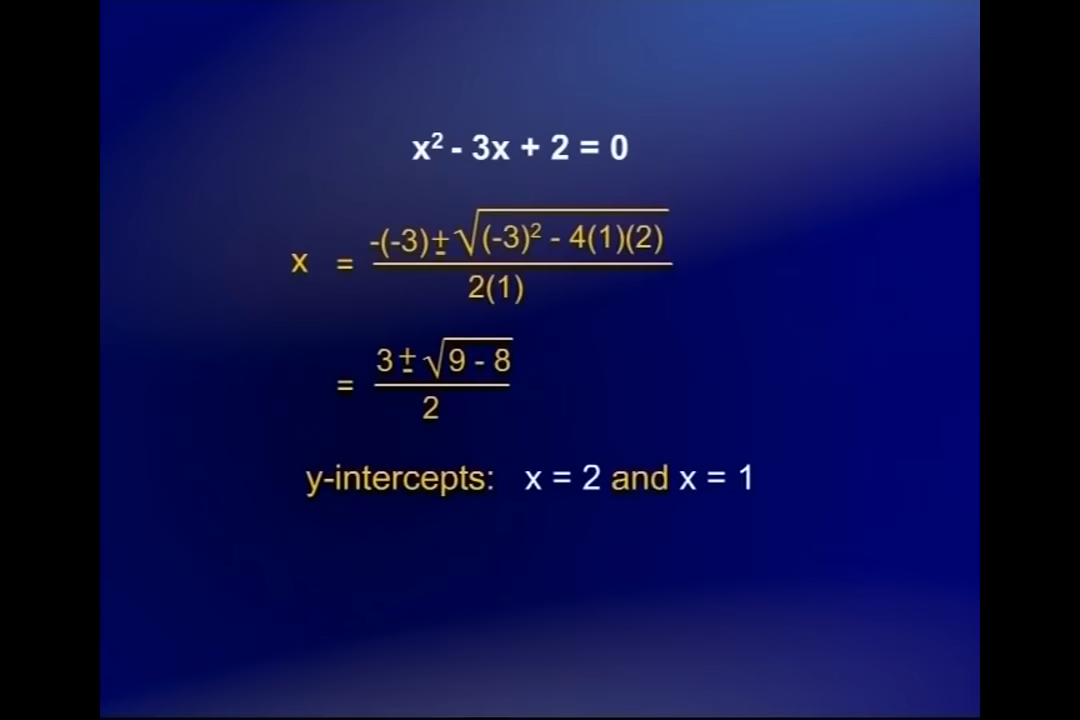 x² - 3x + 2 = 0
x = -(-3)±√(-3)² - 4(1)(2)
2(1)
= 3±√9 - 8
2
y-intercepts: x = 2 and x = 1